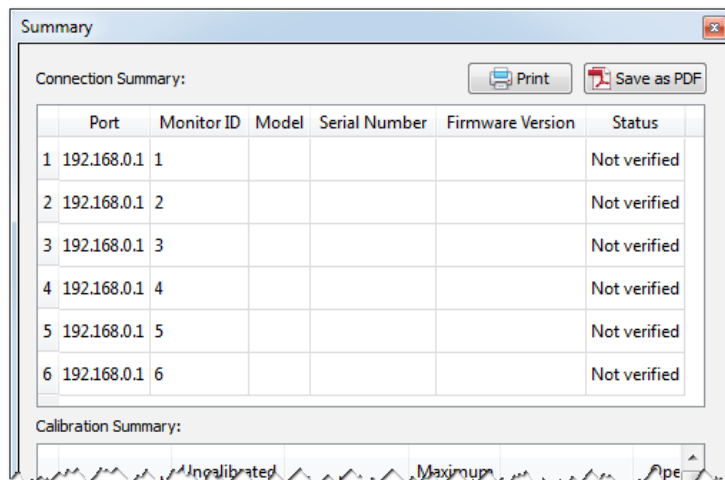 Summary
Connection Summary: Print Save as PDF
Port Monitor ID Model Serial Number Firmware Version Status
1 192.168.0.1 1 Not verified
2 192.168.0.1 2 Not verified
3 192.168.0.1 3 Not verified
4 192.168.0.1 4 Not verified
5 192.168.0.1 5 Not verified
6 192.168.0.1 6 Not verified
Calibration Summary:
Uncalibrated Maximum Ope